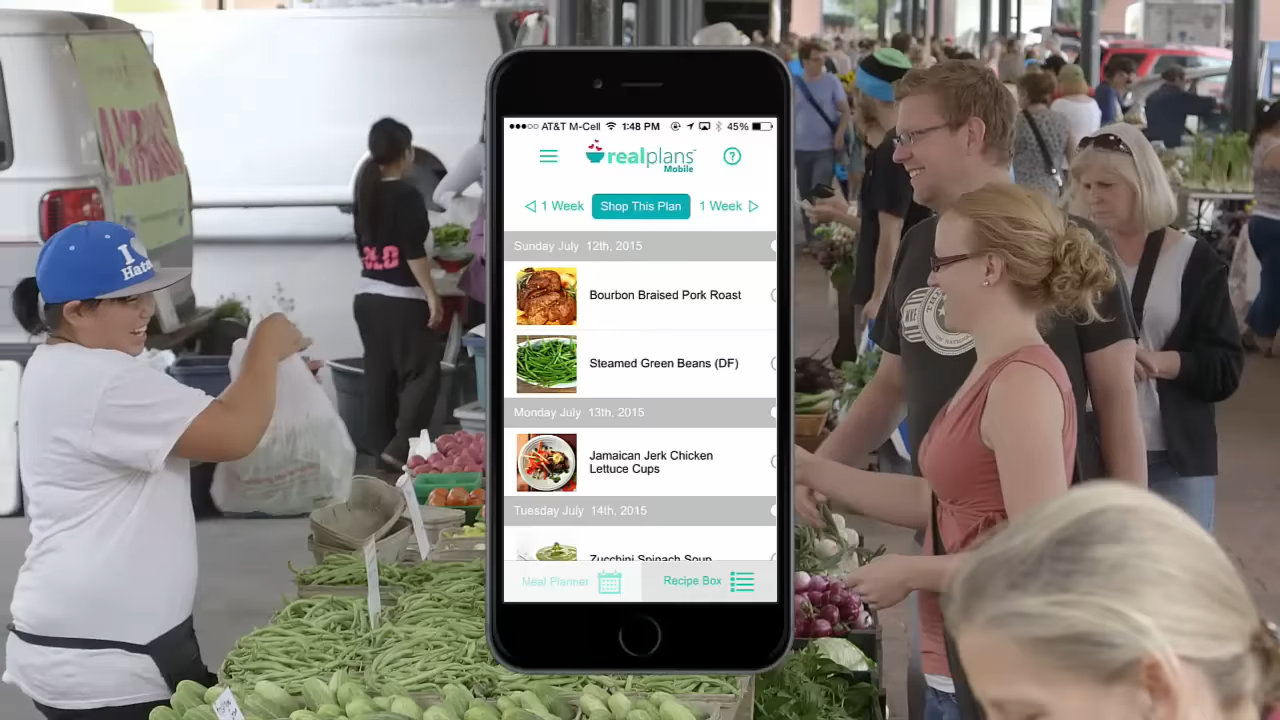 AT&T M-Cell
1:48 PM
45%
realplans
Mobile
?
1 Week
Shop This Plan
1 Week
Sunday July 12th, 2015
Bourbon Braised Pork Roast
Steamed Green Beans (DF)
Monday July 13th, 2015
Jamaican Jerk Chicken
Lettuce Cups
Tuesday July 14th, 2015
Zucchini Spinach Soup
Meal Planner
Recipe Box
I
Hats